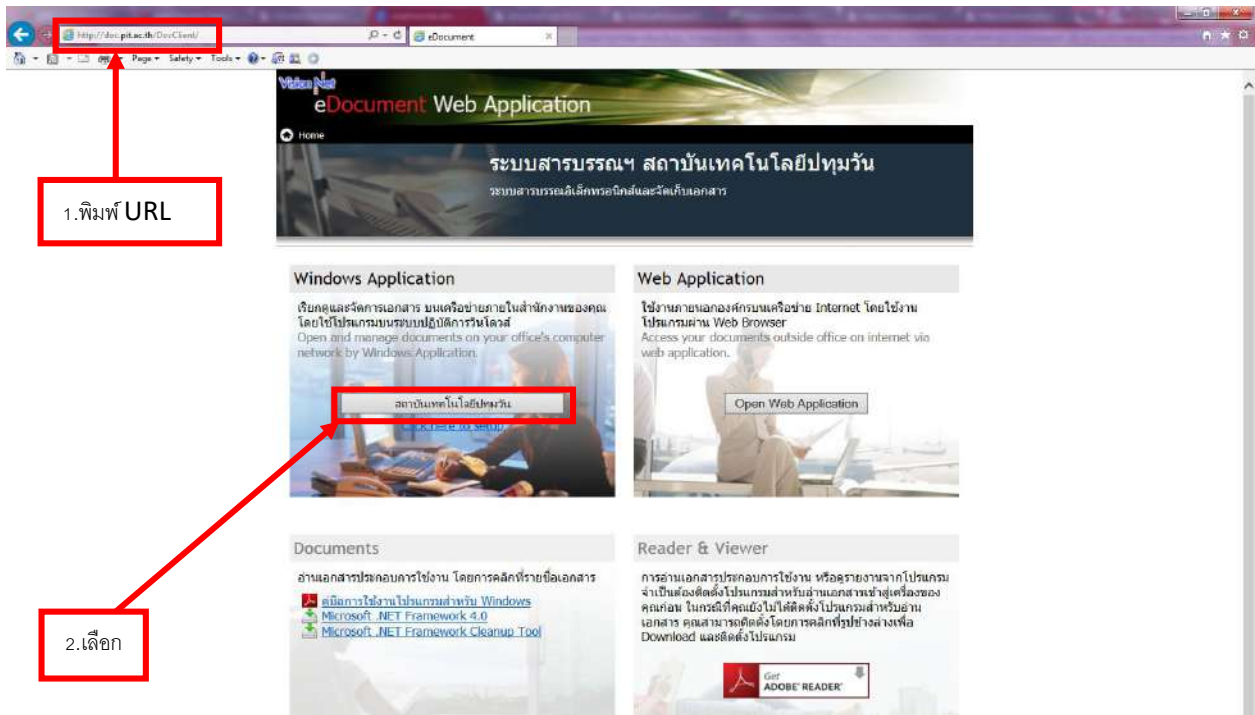 http://doc.pit.ac.th/DocClient/
eDocument
Page
Safety
Tools
Vision Net
eDocument Web Application
Home
ระบบสารบรรณฯ สถาบันเทคโนโลยีปทุมวัน
ระบบสารบรรณอิเล็กทรอนิกส์และจัดเก็บเอกสาร
1.พิมพ์ URL
Windows Application
เรียกดูและจัดการเอกสาร บนเครือข่ายภายในสำนักงานของคุณ
โดยใช้โปรแกรมบนระบบปฏิบัติการวินโดวส์
Open and manage documents on your office's computer
network by Windows Application.
สถาบันเทคโนโลยีปทุมวัน
Click here to setup
Web Application
ใช้งานภายนอกองค์กรบนเครือข่าย Internet โดยใช้งาน
โปรแกรมผ่าน Web Browser
Access your documents outside office on internet via
web application.
Open Web Application
2.เลือก
Documents
อ่านเอกสารประกอบการใช้งาน โดยการคลิกที่รายชื่อเอกสาร
คู่มือการใช้งานโปรแกรมสำหรับ Windows
Microsoft .NET Framework 4.0
Microsoft .NET Framework Cleanup Tool
Reader & Viewer
การอ่านเอกสารประกอบการใช้งาน หรือดูรายงานจากโปรแกรม
จำเป็นต้องติดตั้งโปรแกรมสำหรับอ่านเอกสารเข้าสู่เครื่องของ
คุณก่อน ในกรณีที่คุณยังไม่ได้ติดตั้งโปรแกรมสำหรับอ่าน
เอกสาร คุณสามารถติดตั้งโดยการคลิกที่รูปข้างล่างเพื่อ
Download และติดตั้งโปรแกรม
Get
ADOBE® READER®